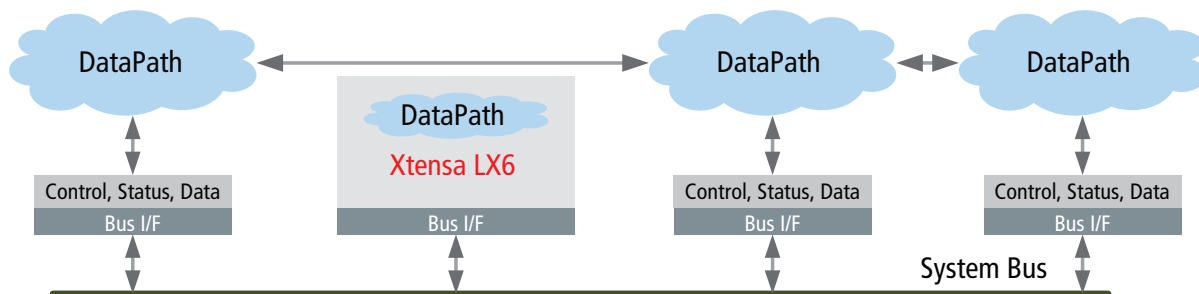 DataPath
DataPath
DataPath
DataPath
Xtensa LX6
Control, Status, Data
Control, Status, Data
Control, Status, Data
Bus I/F
Bus I/F
Bus I/F
Bus I/F
System Bus